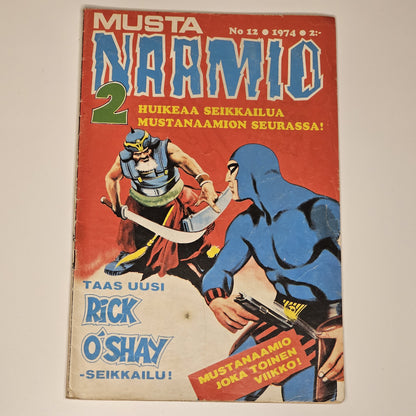 MUSTA
No 12 • 1974 • 2:-
NAAMIO
2
HUIKEAA SEIKKAILUA
MUSTANAAMION SEURASSA!
TAAS UUSI
RICK
O'SHAY
-SEIKKAILU!
MUSTANAAMIO
JOKA TOINEN
VIIKKO!